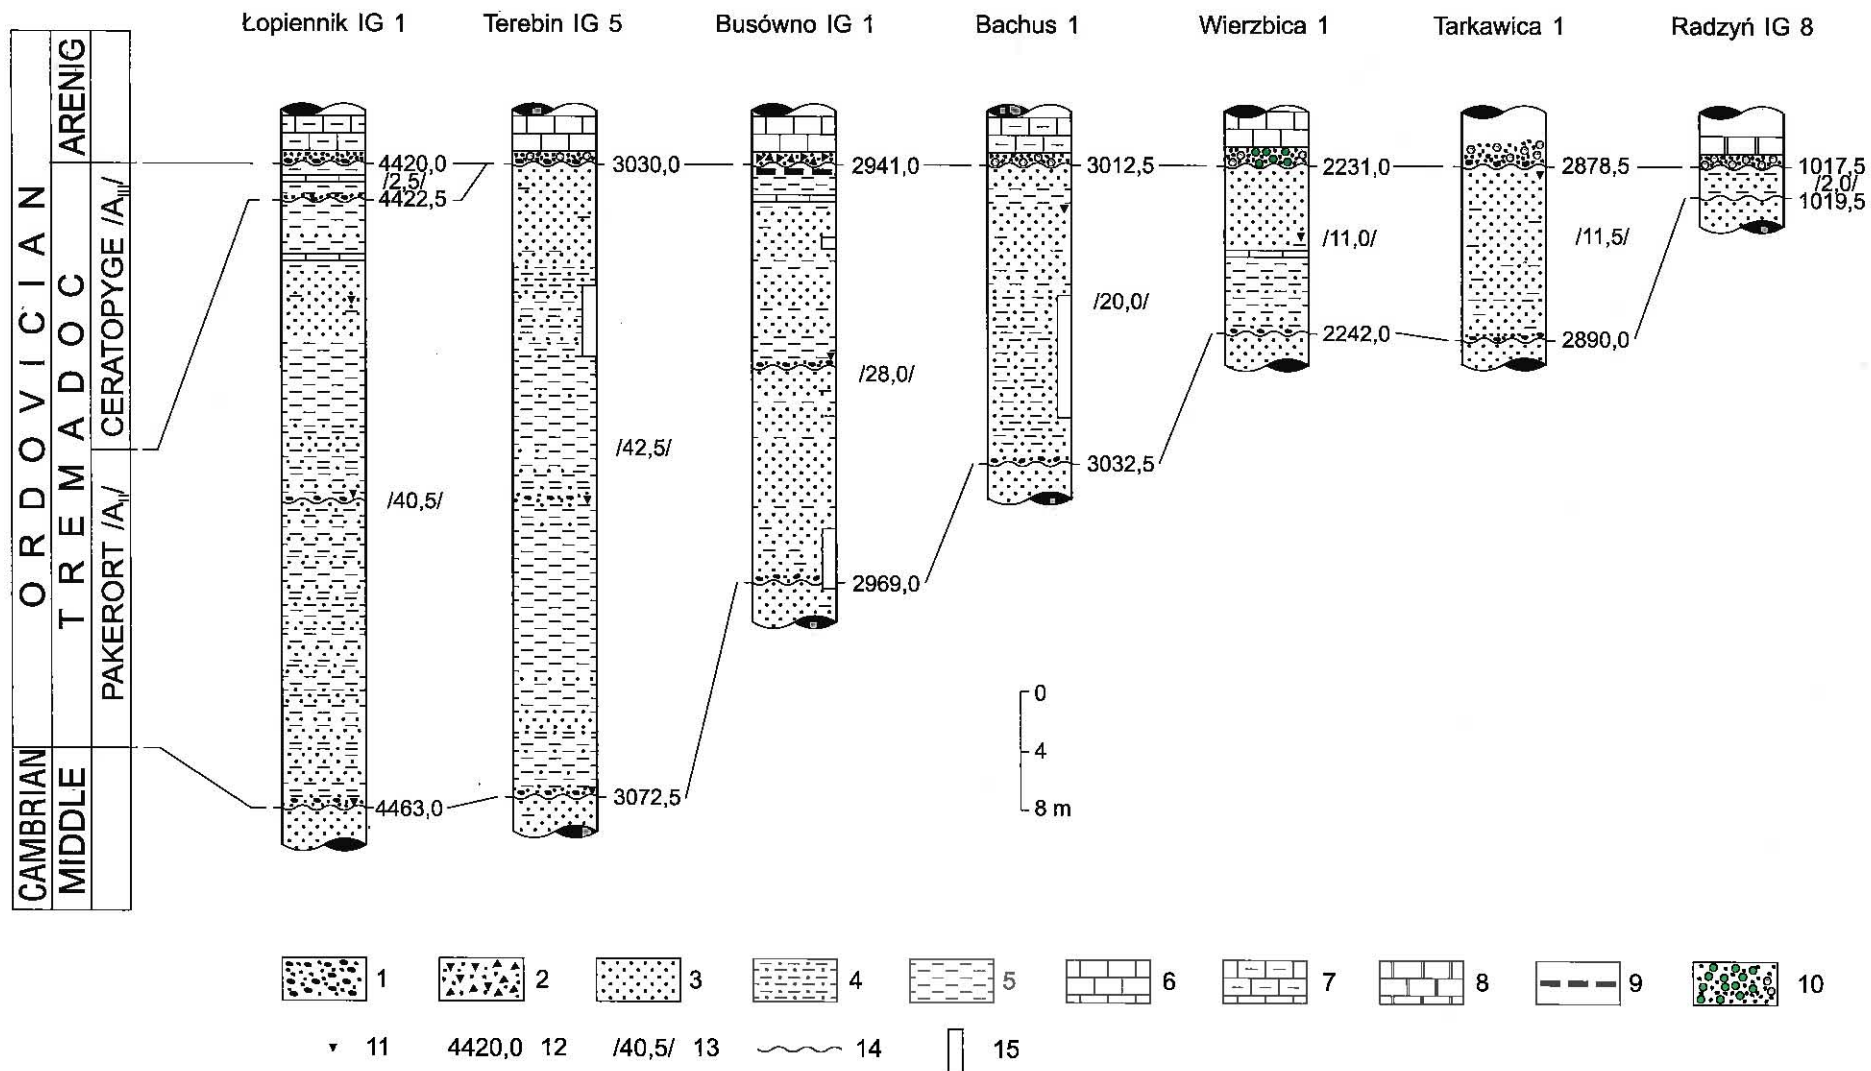 Łopiennik IG 1 Terebin IG 5 Busówno IG 1 Bachus 1 Wierzbica 1 Tarkawica 1 Radzyń IG 8
ORDOVICIAN
CAMBRIAN
ARENIG
TREMADOC
MIDDLE
CERATOPYGE /A
PAKERORT /A
4420,0 3030,0 2941,0 3012,5 2231,0 2878,5 1017,5
/2,5/ /2,0/
4422,5 1019,5
/11,0/ /11,5/
/20,0/
2242,0 2890,0
/28,0/
/42,5/
3032,5
/40,5/
2969,0
0
4
8 m
4463,0 3072,5
1 2 3 4 5 6 7 8 9 10
11 4420,0 12 /40,5/ 13 14 15